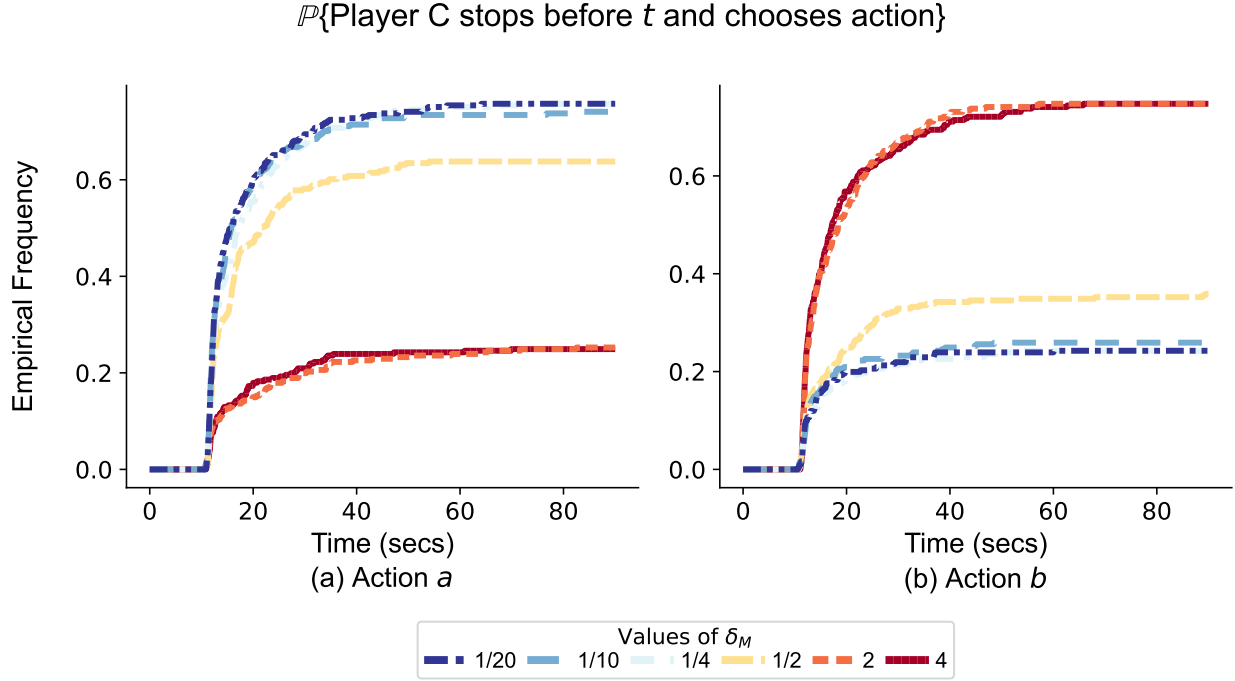 ℙ{Player C stops before t and chooses action}
Empirical Frequency
0.6
0.4
0.2
0.0
0 20 40 60 80
Time (secs)
(a) Action a
0.6
0.4
0.2
0.0
0 20 40 60 80
Time (secs)
(b) Action b
Values of δ_M
1/20 1/10 1/4 1/2 2 4